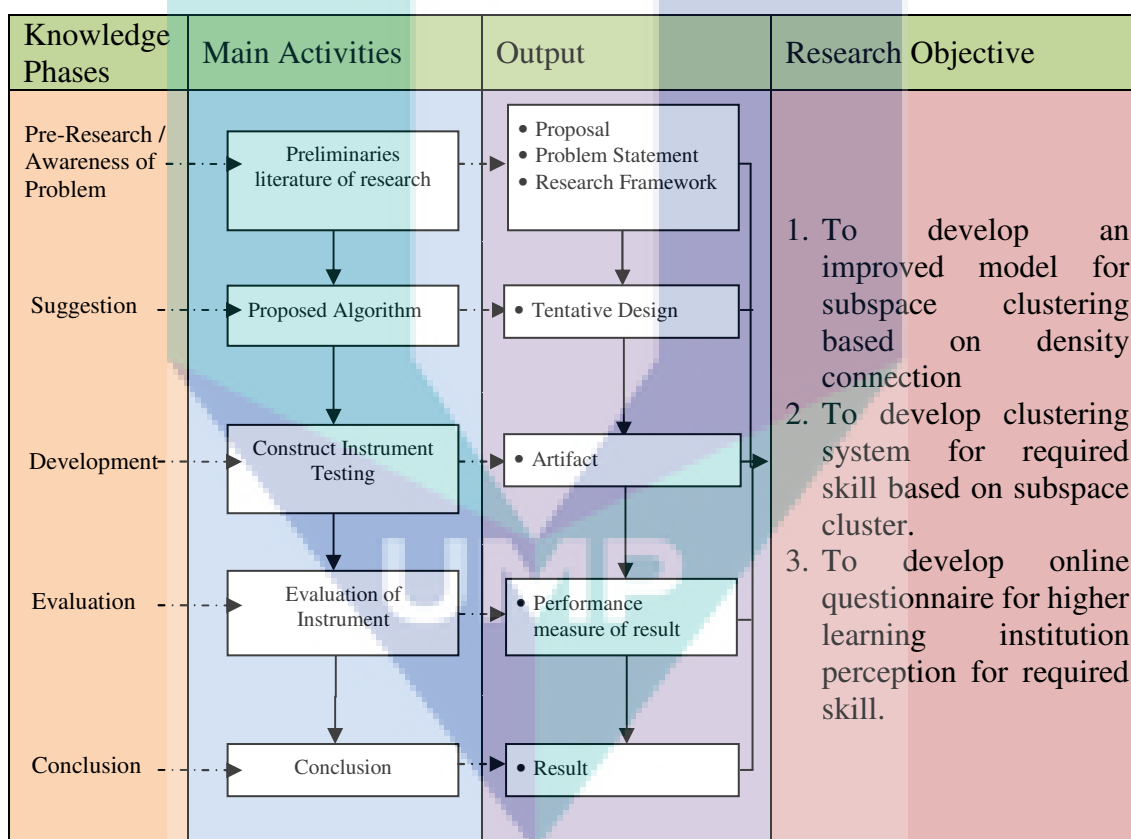 Knowledge
Phases
Main Activities
Output
Research Objective
Pre-Research /
Awareness of
Problem
Preliminaries
literature of research
• Proposal
• Problem Statement
• Research Framework
Suggestion
Proposed Algorithm
• Tentative Design
Development
Construct Instrument
Testing
• Artifact
Evaluation
Evaluation of
Instrument
• Performance
measure of result
Conclusion
Conclusion
• Result
1. To develop an
improved model for
subspace clustering
based on density
connection
2. To develop clustering
system for required
skill based on subspace
cluster.
3. To develop online
questionnaire for higher
learning institution
perception for required
skill.
UMP